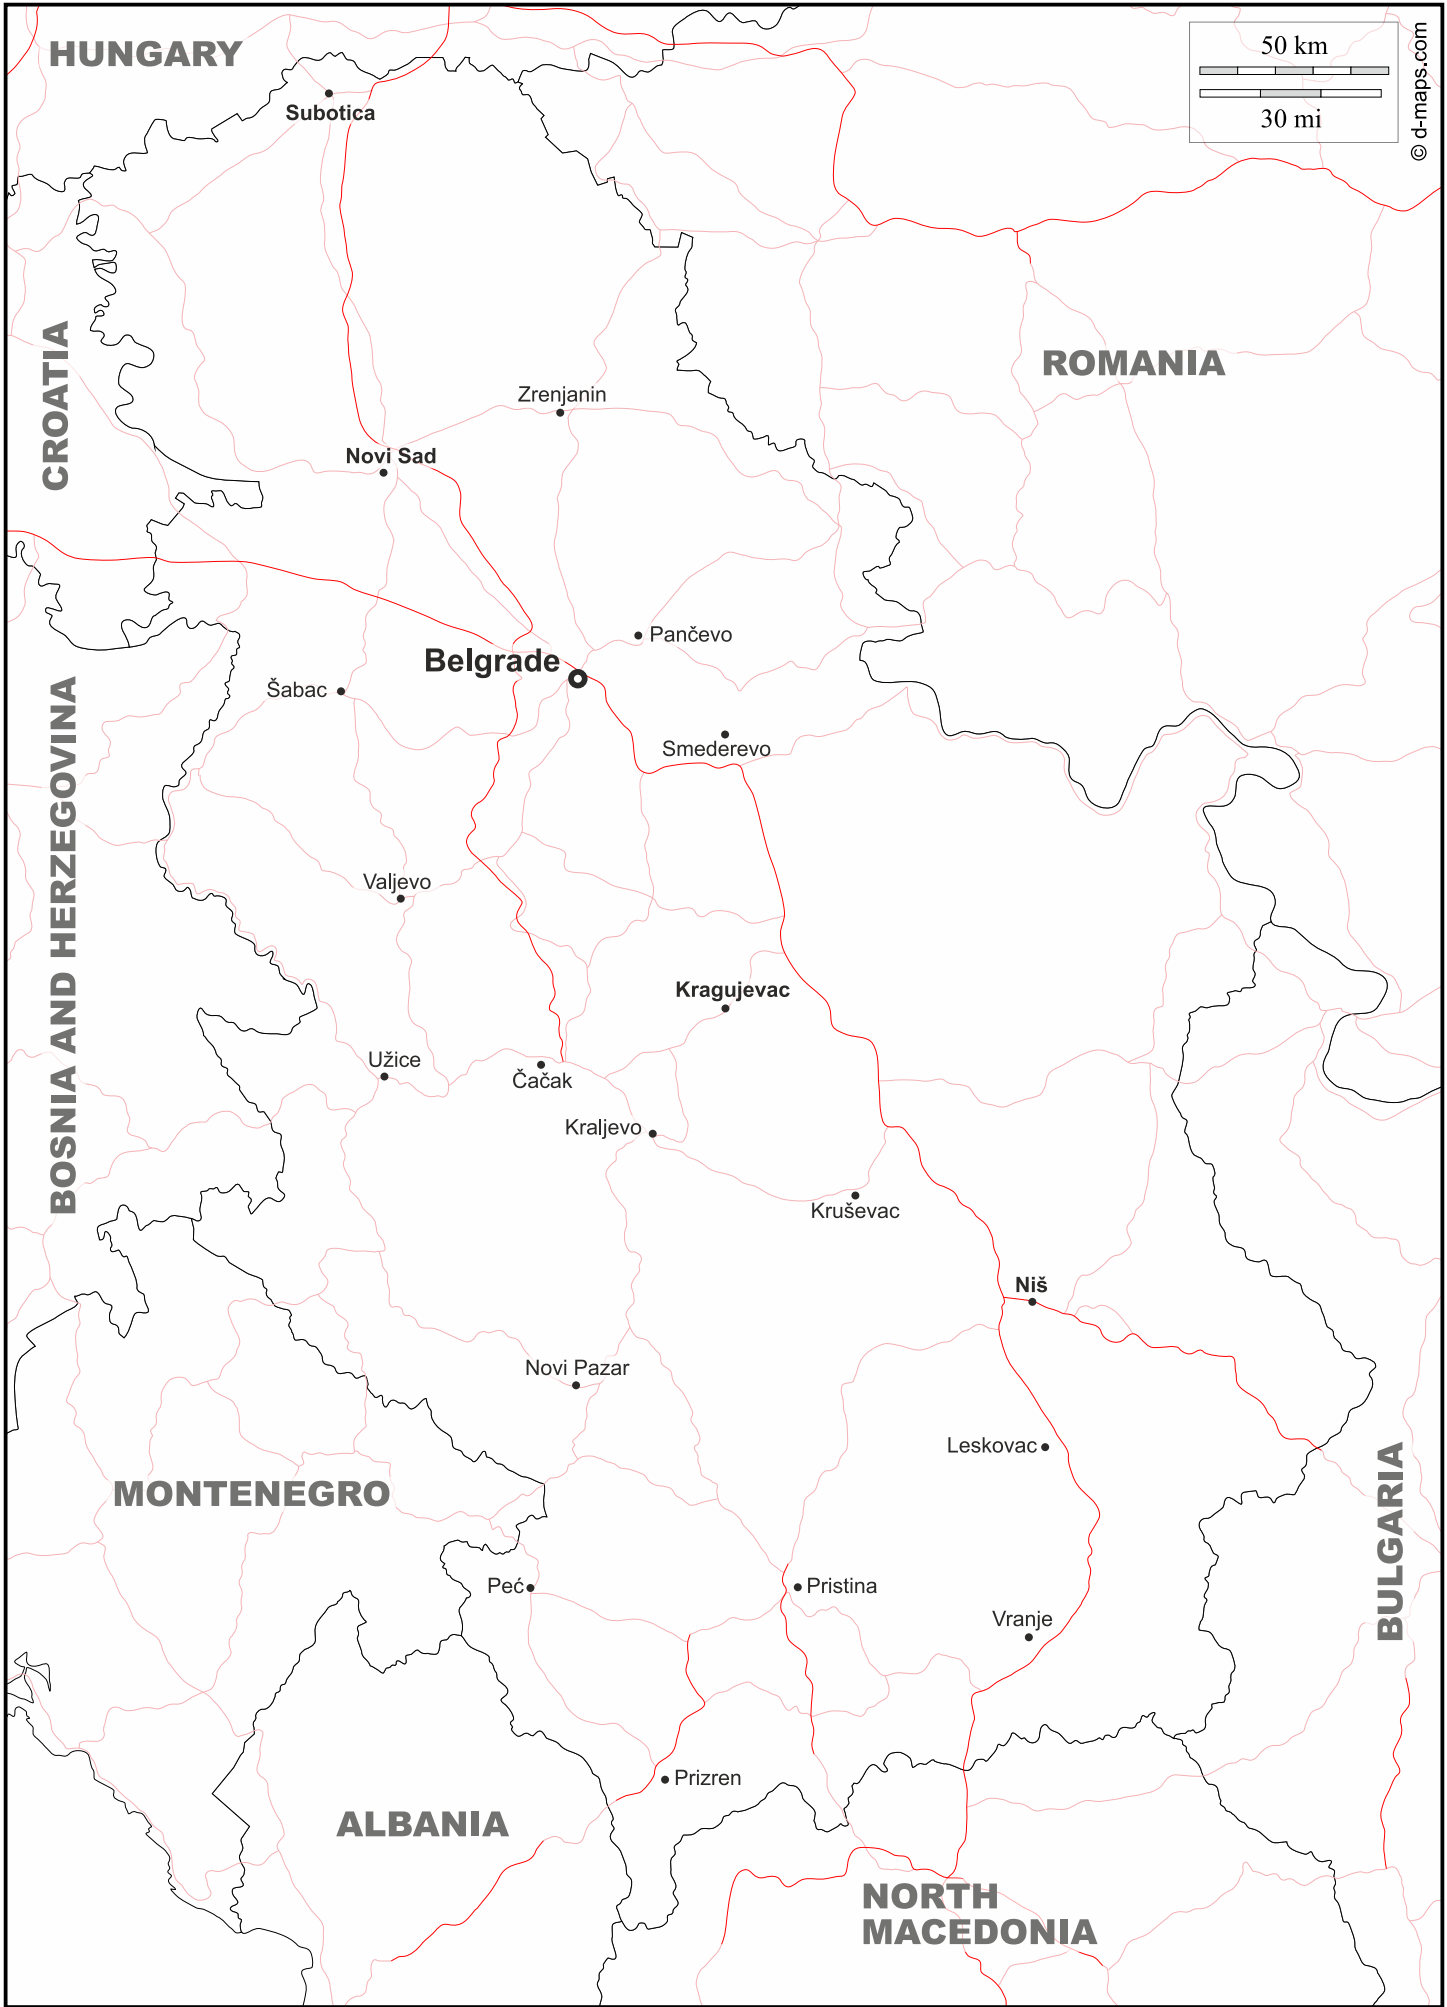 HUNGARY
50 km
30 mi
© d-maps.com
Subotica
CROATIA
ROMANIA
Zrenjanin
Novi Sad
Pančevo
Belgrade
Šabac
Smederevo
BOSNIA AND HERZEGOVINA
Valjevo
Kragujevac
Užice
Čačak
Kraljevo
Kruševac
Niš
Novi Pazar
Leskovac
MONTENEGRO
BULGARIA
Peć
Pristina
Vranje
Prizren
ALBANIA
NORTH
MACEDONIA